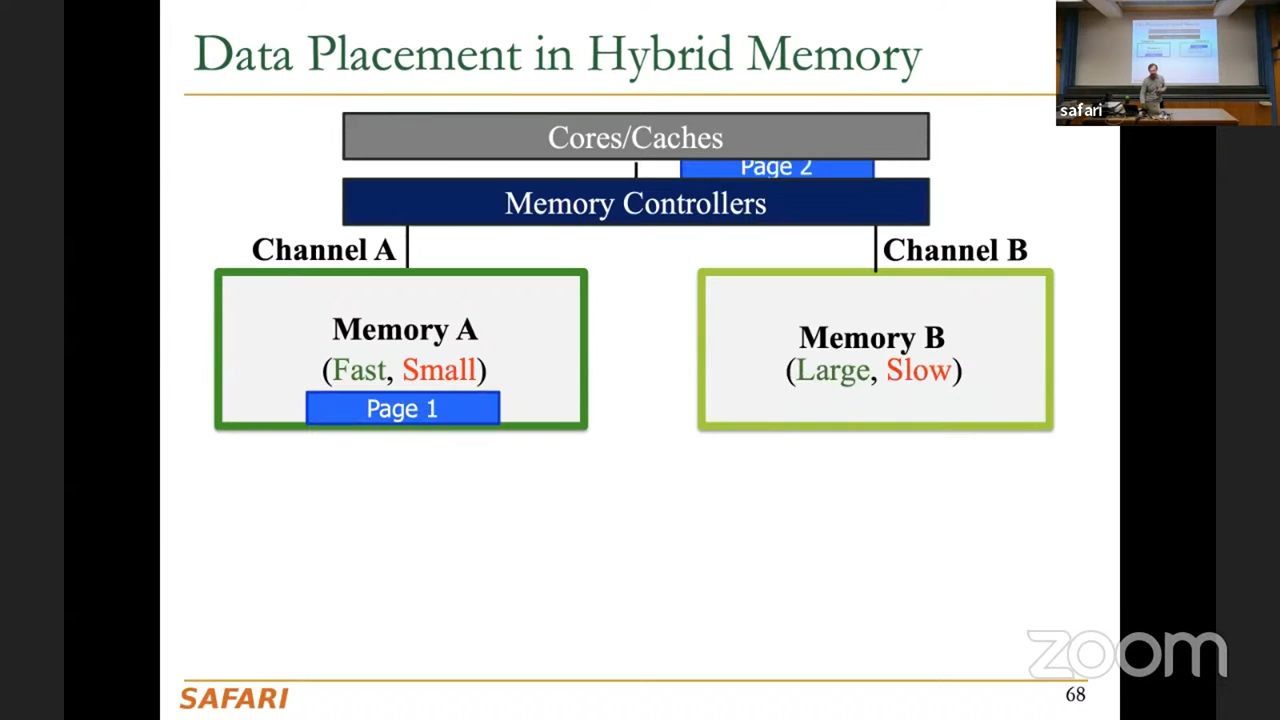 Data Placement in Hybrid Memory
safari
Cores/Caches
Page 2
Memory Controllers
Channel A
Channel B
Memory A
(Fast, Small)
Page 1
Memory B
(Large, Slow)
zoom
SAFARI
68